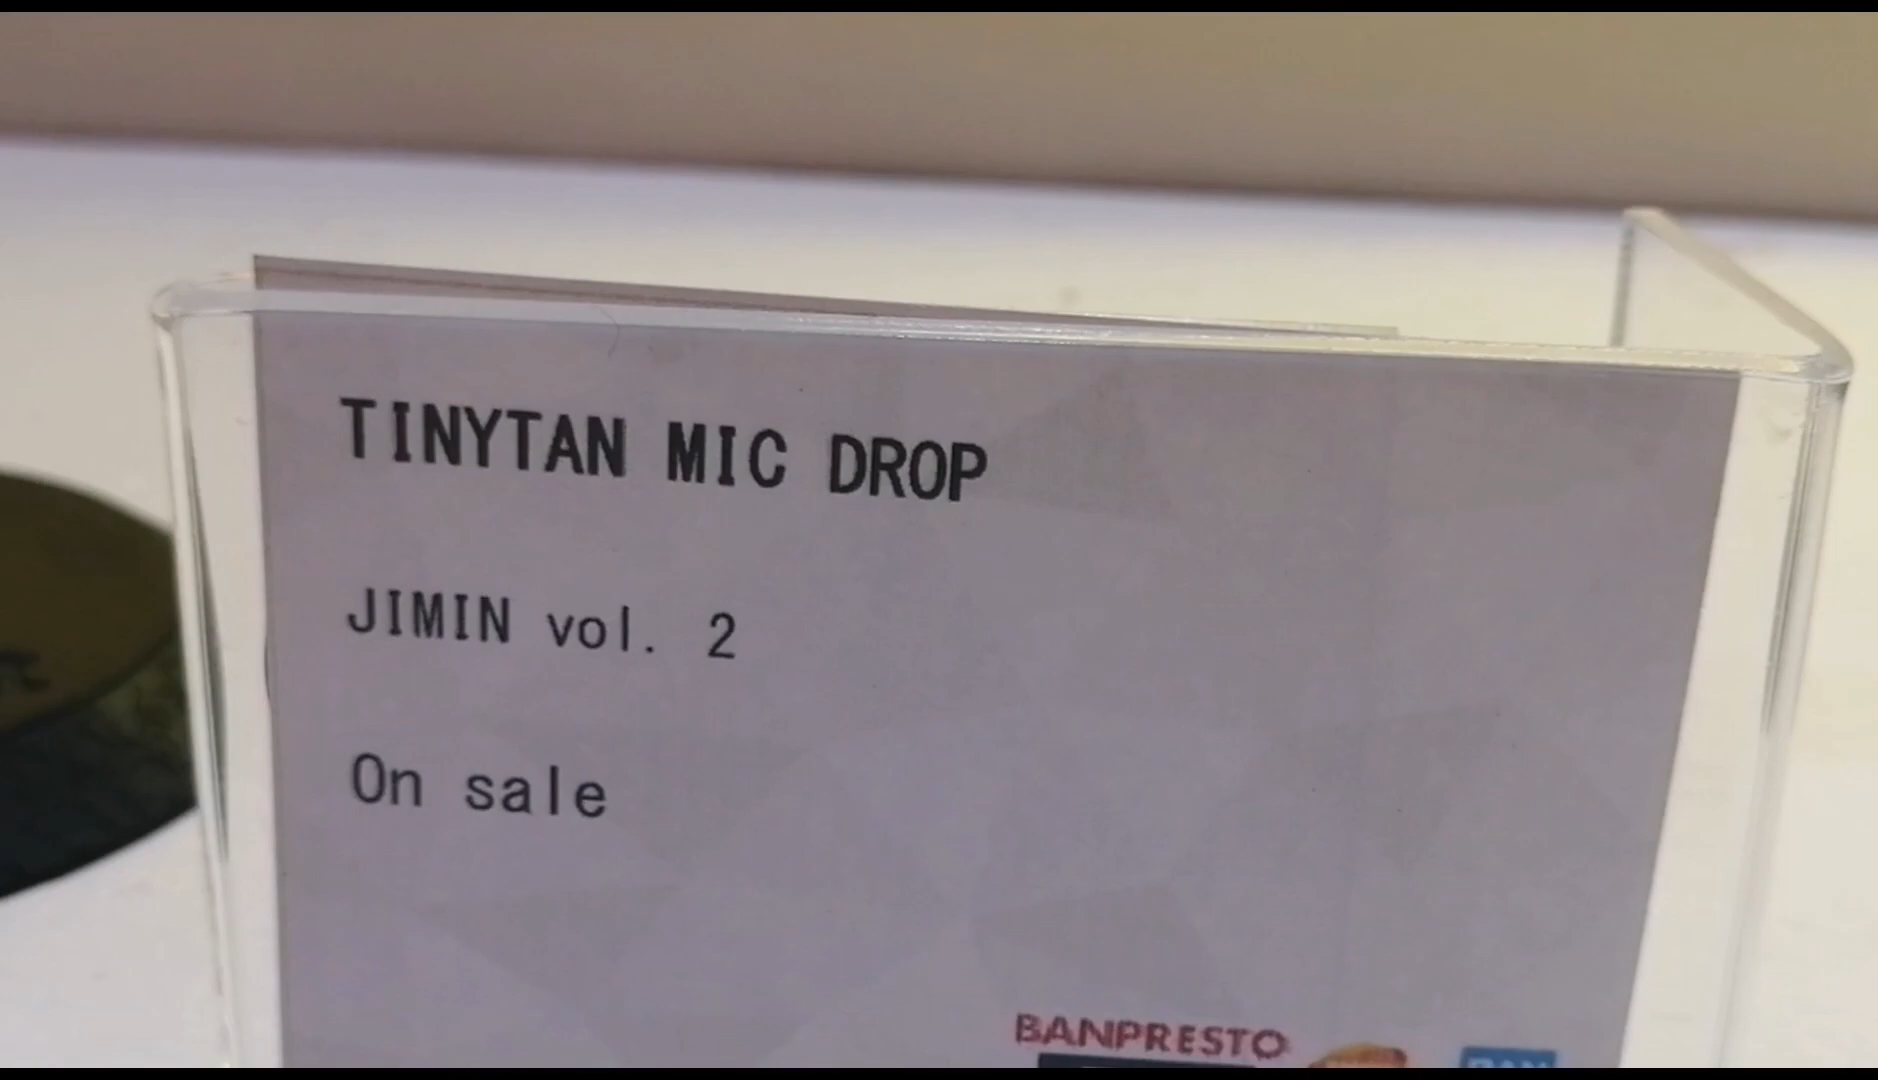 TINYTAN MIC DROP
JIMIN vol. 2
On sale
BANPRESTO